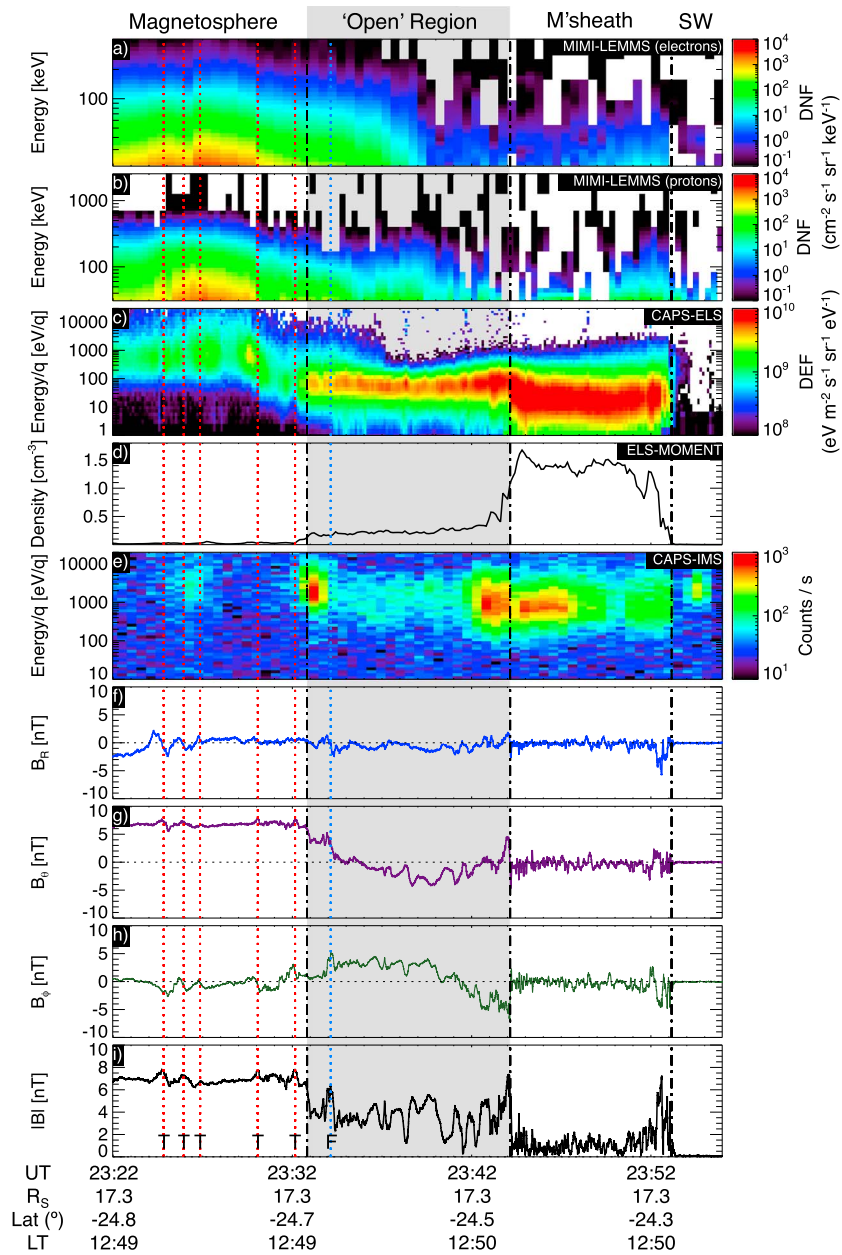 Magnetosphere 'Open' Region M'sheath SW
a) MIMI-LEMMS (electrons)
Energy [keV]
100
10⁴
10³
10²
10¹
10⁰
10⁻¹
DNF
b) MIMI-LEMMS (protons)
Energy [keV]
1000
100
10⁴
10³
10²
10¹
10⁰
10⁻¹
DNF
(cm⁻² s⁻¹ sr⁻¹ keV⁻¹)
c) CAPS-ELS
Energy/q [eV/q]
10000
1000
100
10
1
10¹⁰
10⁹
10⁸
DEF
(eV m⁻² s⁻¹ sr⁻¹ eV⁻¹)
d) ELS-MOMENT
Density [cm⁻³]
1.5
1.0
0.5
e) CAPS-IMS
Energy/q [eV/q]
10000
1000
100
10
10³
10²
10¹
Counts / s
f)
B_R [nT]
10
5
0
-5
-10
g)
B_θ [nT]
10
5
0
-5
-10
h)
B_φ [nT]
10
5
0
-5
-10
i)
|B| [nT]
8
6
4
2
0
T T T T T F
UT 23:22 23:32 23:42 23:52
R_S 17.3 17.3 17.3 17.3
Lat (°) -24.8 -24.7 -24.5 -24.3
LT 12:49 12:49 12:50 12:50